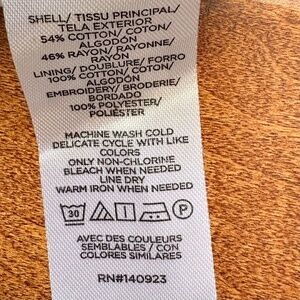 SHELL/ TISSU PRINCIPAL/
TELA EXTERIOR
54% COTTON/ COTON/
ALGODÓN
46% RAYON/ RAYONNE/
RAYON
LINING/ DOUBLURE/ FORRO
100% COTTON/ COTON/
ALGODÓN
EMBROIDERY/ BRODERIE/
BORDADO
100% POLYESTER/
POLIÉSTER
MACHINE WASH COLD
DELICATE CYCLE WITH LIKE
COLORS
ONLY NON-CHLORINE
BLEACH WHEN NEEDED
LINE DRY
WARM IRON WHEN NEEDED
30 P
AVEC DES COULEURS
SEMBLABLES / CON
COLORES SIMILARES
RN#140923